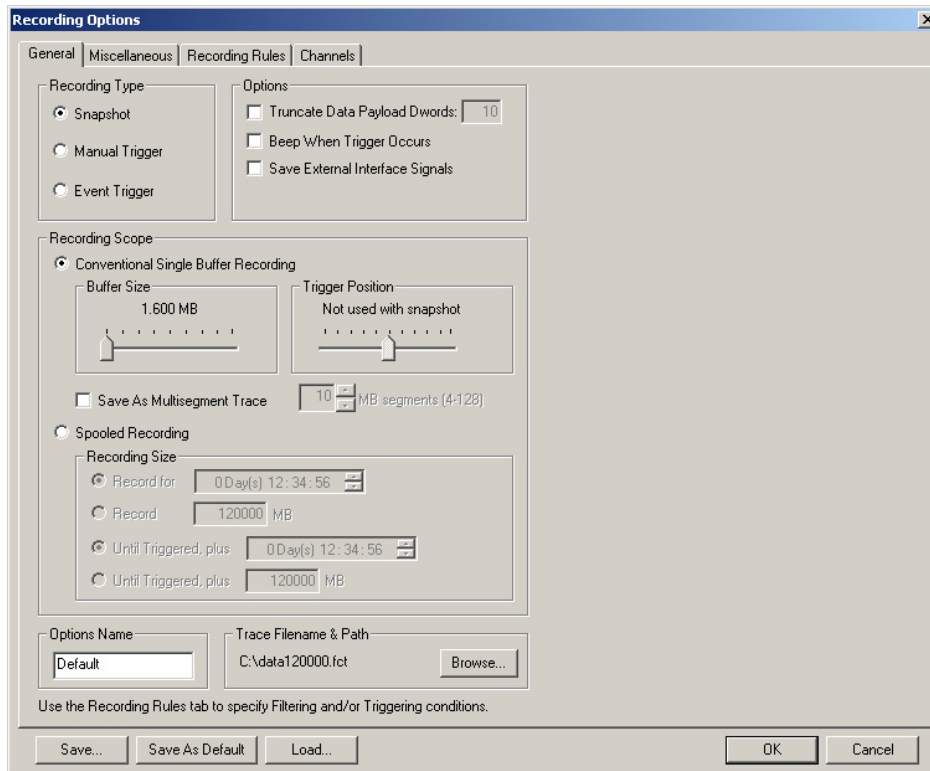 Recording Options
General Miscellaneous Recording Rules Channels
Recording Type
Snapshot
Manual Trigger
Event Trigger
Options
Truncate Data Payload Dwords: 10
Beep When Trigger Occurs
Save External Interface Signals
Recording Scope
Conventional Single Buffer Recording
Buffer Size
1.600 MB
Trigger Position
Not used with snapshot
Save As Multisegment Trace 10 MB segments (4-128)
Spooled Recording
Recording Size
Record for 0 Day(s) 12 : 34 : 56
Record 120000 MB
Until Triggered, plus 0 Day(s) 12 : 34 : 56
Until Triggered, plus 120000 MB
Options Name
Default
Trace Filename & Path
C:\data120000.fct Browse...
Use the Recording Rules tab to specify Filtering and/or Triggering conditions.
Save... Save As Default Load... OK Cancel